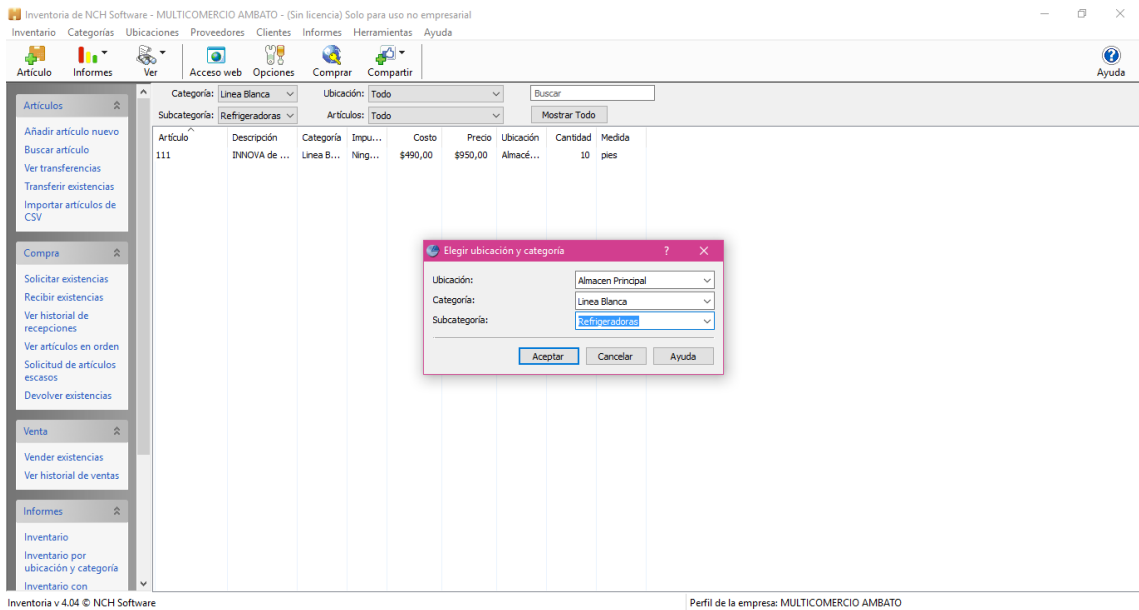 Inventoria de NCH Software - MULTICOMERCIO AMBATO - (Sin licencia) Solo para uso no empresarial
Inventario Categorías Ubicaciones Proveedores Clientes Informes Herramientas Ayuda
Artículo Informes Ver Acceso web Opciones Comprar Compartir Ayuda
Categoría: Linea Blanca Ubicación: Todo Buscar
Subcategoría: Refrigeradoras Artículos: Todo Mostrar Todo
Artículo Descripción Categoría Impu... Costo Precio Ubicación Cantidad Medida
111 INNOVA de ... Linea B... Ning... $490,00 $950,00 Almacé... 10 pies
Artículos
Añadir artículo nuevo
Buscar artículo
Ver transferencias
Transferir existencias
Importar artículos de
CSV
Compra
Solicitar existencias
Recibir existencias
Ver historial de
recepciones
Ver artículos en orden
Solicitud de artículos
escasos
Devolver existencias
Venta
Vender existencias
Ver historial de ventas
Informes
Inventario
Inventario por
ubicación y categoría
Inventario con
Elegir ubicación y categoría ?
Ubicación: Almacen Principal
Categoría: Linea Blanca
Subcategoría: Refrigeradoras
Aceptar Cancelar Ayuda
Inventoria v 4.04 © NCH Software Perfil de la empresa: MULTICOMERCIO AMBATO